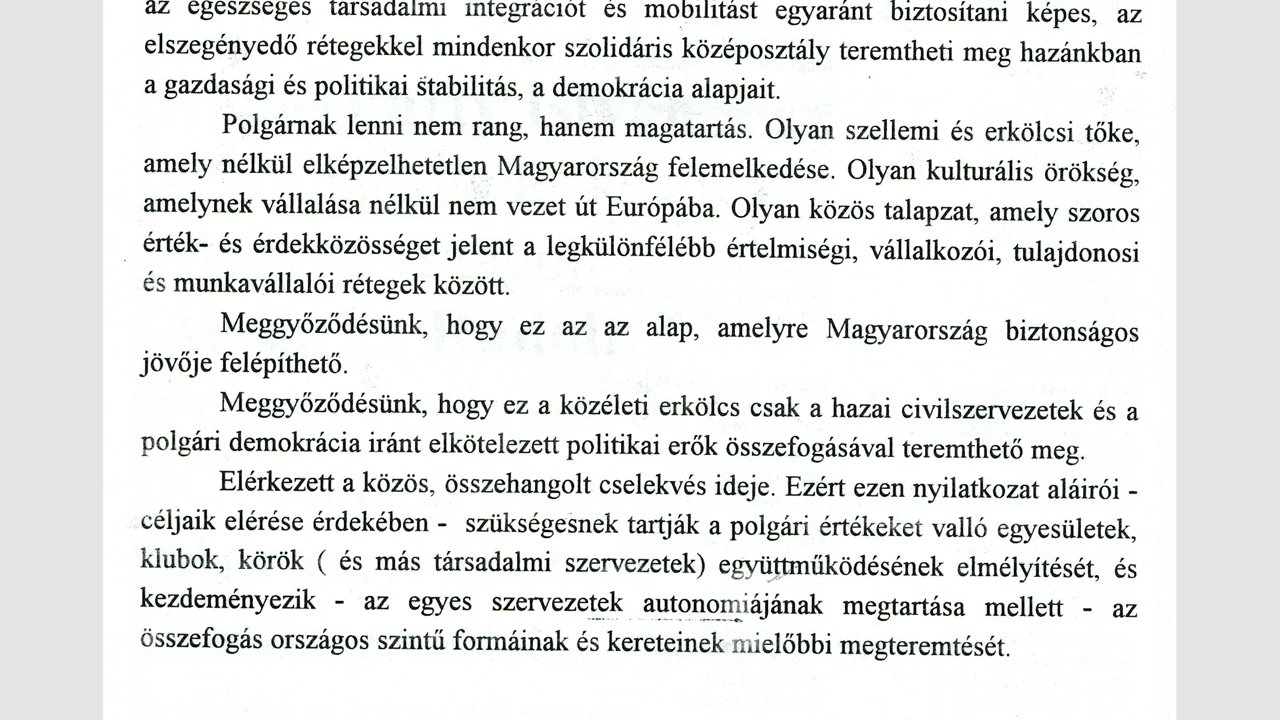 az egészséges társadalmi integrációt és mobilitást egyaránt biztosítani képes, az
elszegényedő rétegekkel mindenkor szolidáris középosztály teremtheti meg hazánkban
a gazdasági és politikai stabilitás, a demokrácia alapjait.
Polgárnak lenni nem rang, hanem magatartás. Olyan szellemi és erkölcsi tőke,
amely nélkül elképzelhetetlen Magyarország felemelkedése. Olyan kulturális örökség,
amelynek vállalása nélkül nem vezet út Európába. Olyan közös talapzat, amely szoros
érték- és érdekközösséget jelent a legkülönfélébb értelmiségi, vállalkozói, tulajdonosi
és munkavállalói rétegek között.
Meggyőződésünk, hogy ez az az alap, amelyre Magyarország biztonságos
jövője felépíthető.
Meggyőződésünk, hogy ez a közéleti erkölcs csak a hazai civilszervezetek és a
polgári demokrácia iránt elkötelezett politikai erők összefogásával teremthető meg.
Elérkezett a közös, összehangolt cselekvés ideje. Ezért ezen nyilatkozat aláírói -
céljaik elérése érdekében - szükségesnek tartják a polgári értékeket valló egyesületek,
klubok, körök ( és más társadalmi szervezetek) együttműködésének elmélyítését, és
kezdeményezik - az egyes szervezetek autonomiájának megtartása mellett - az
összefogás országos szintű formáinak és kereteinek mielőbbi megteremtését.